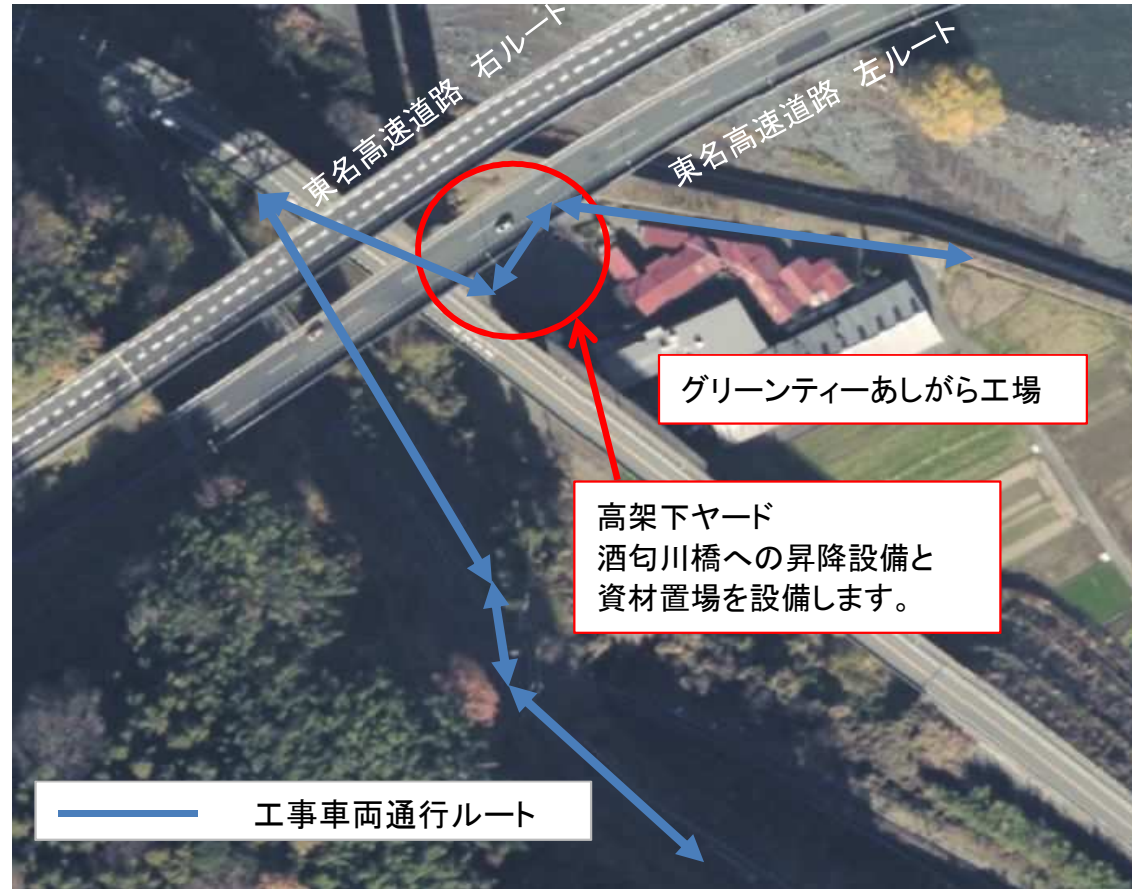 東名高速道路 右ルート
東名高速道路 左ルート
グリーンティーあしがら工場
高架下ヤード
酒匂川橋への昇降設備と
資材置場を設備します。
工事車両通行ルート